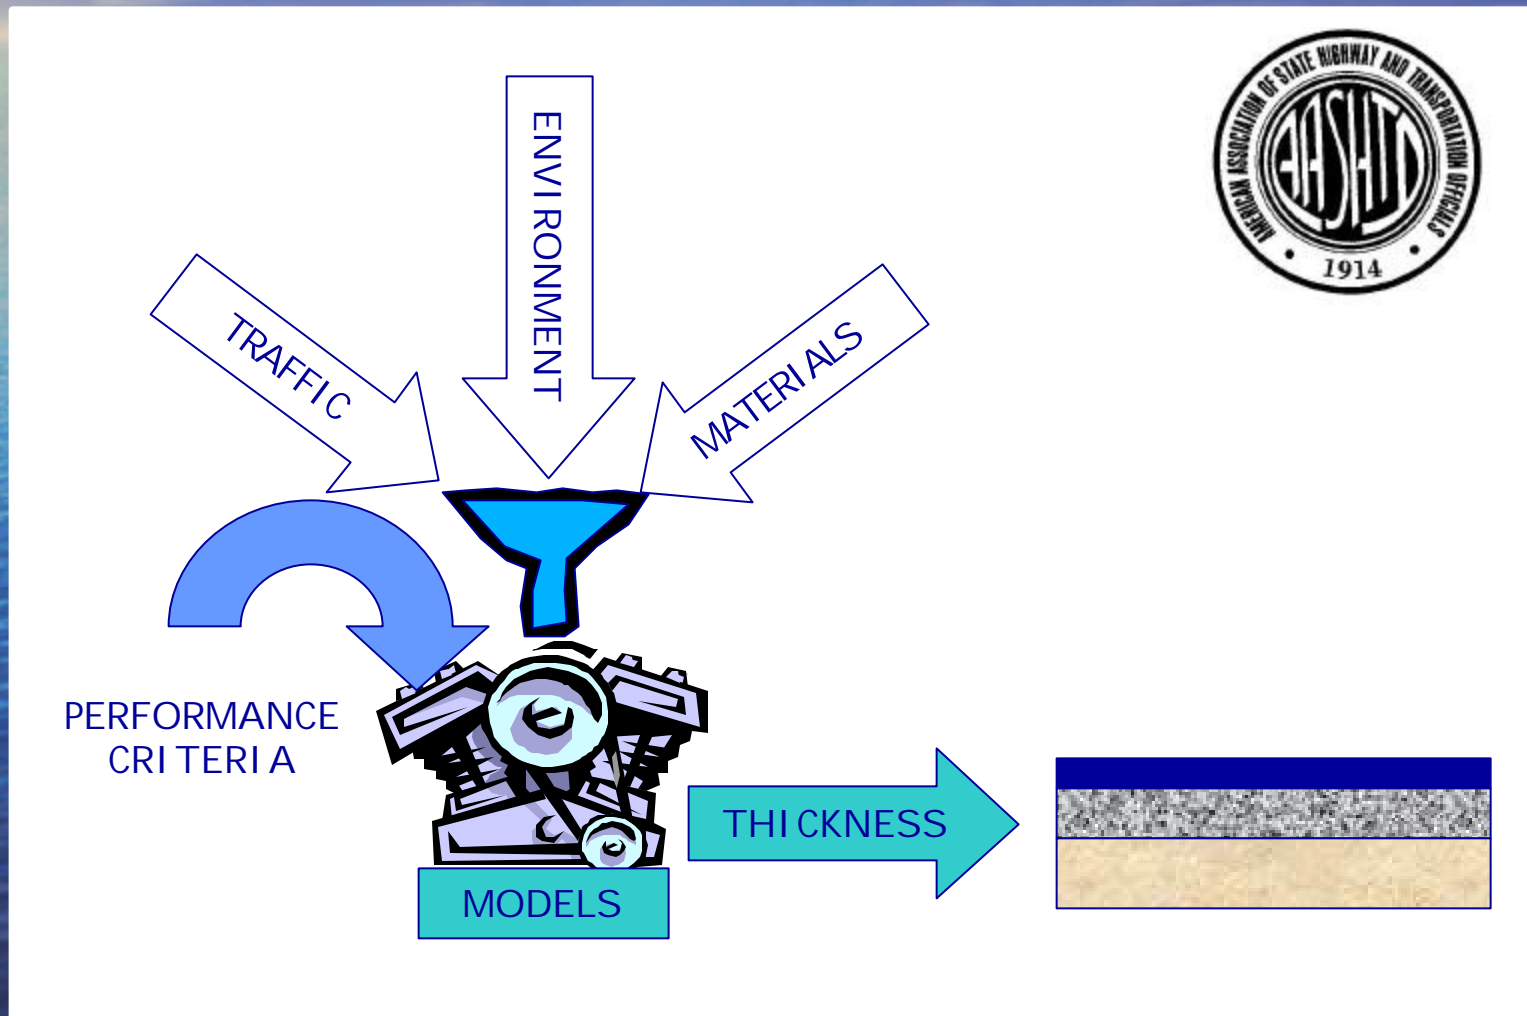 AMERICAN ASSOCIATION OF STATE HIGHWAY AND TRANSPORTATION OFFICIALS
AASHTO
• 1914 •
ENVIRONMENT
TRAFFIC
MATERIALS
PERFORMANCE
CRITERIA
THICKNESS
MODELS